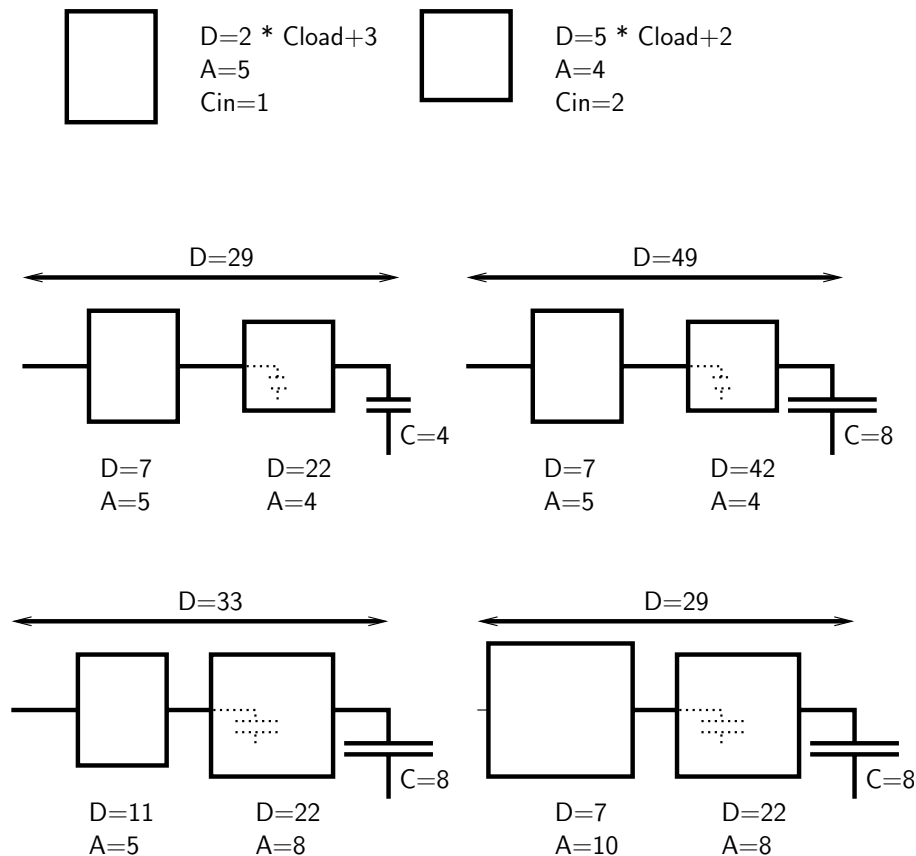 D=2 * Cload+3
A=5
Cin=1
D=5 * Cload+2
A=4
Cin=2
D=29
C=4
D=7
A=5
D=22
A=4
D=49
C=8
D=7
A=5
D=42
A=4
D=33
C=8
D=11
A=5
D=22
A=8
D=29
C=8
D=7
A=10
D=22
A=8